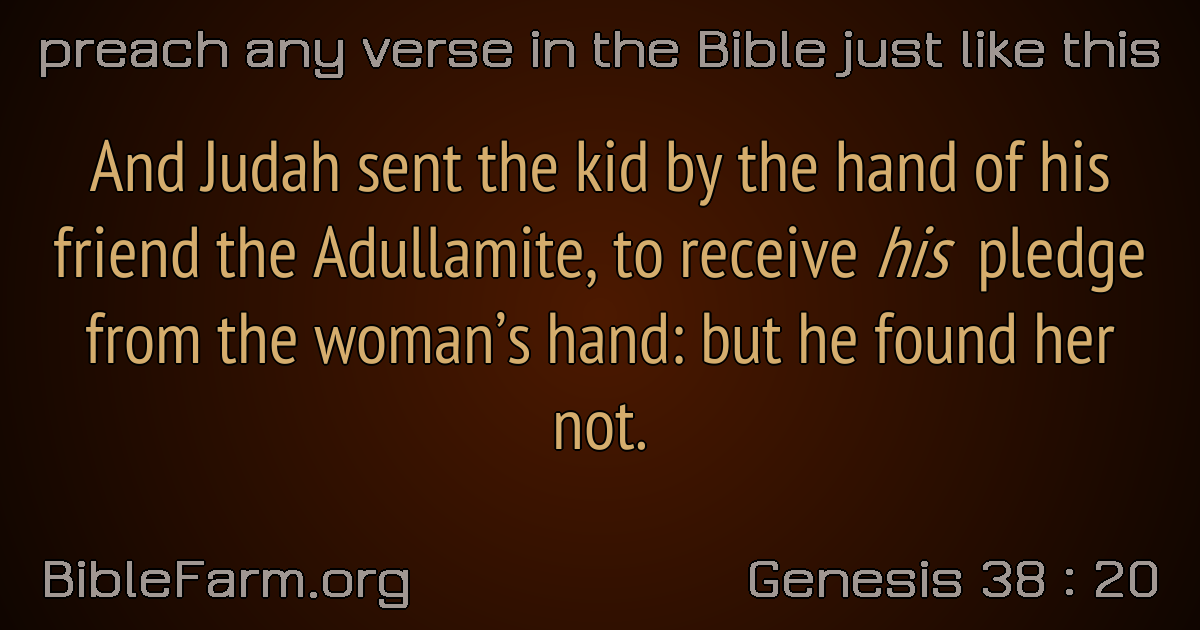 preach any verse in the Bible just like this
And Judah sent the kid by the hand of his
friend the Adullamite, to receive his pledge
from the woman’s hand: but he found her
not.
BibleFarm.org
Genesis 38 : 20